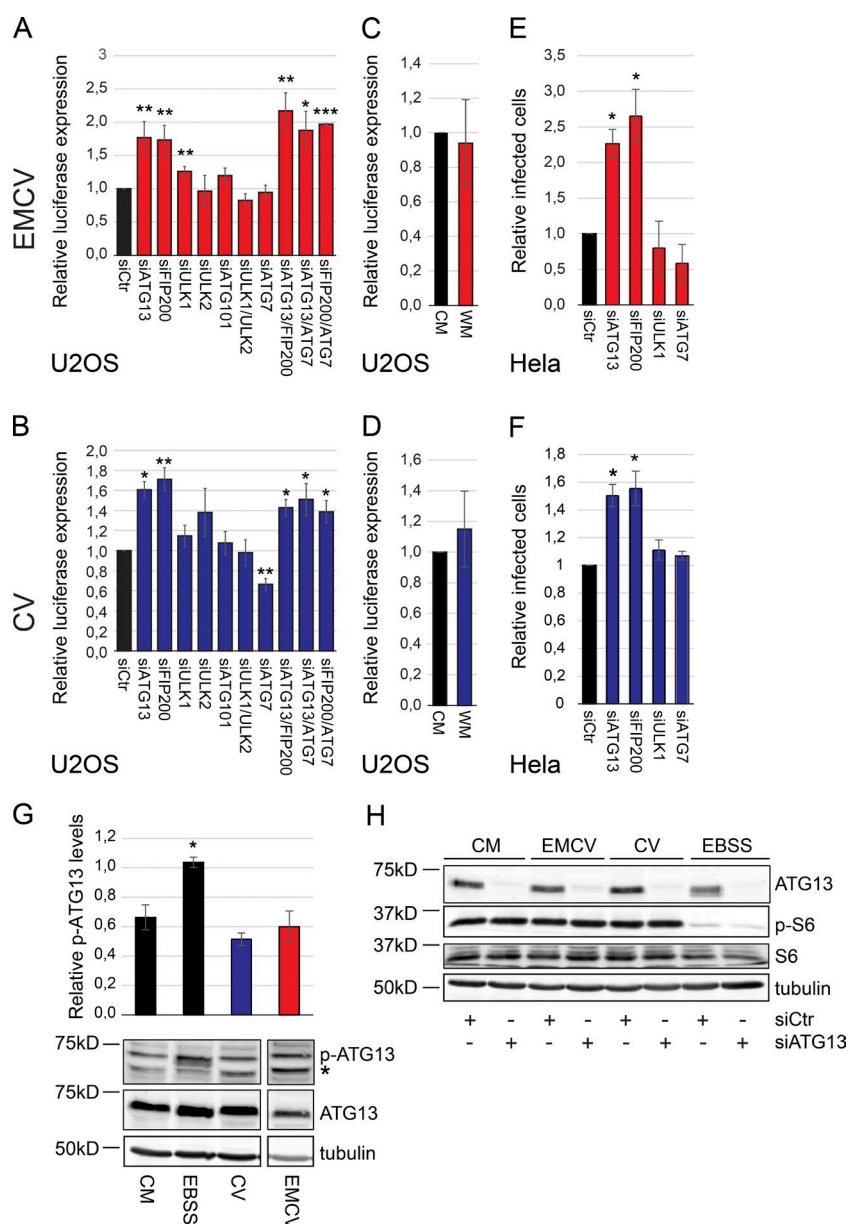 A
EMCV
Relative luciferase expression
3
2,5
2,0
1,5
1,0
0,5
0,0
**
**
**
**
*
***
siCtr
siATG13
siFIP200
siULK1
siULK2
siATG101
siULK1/ULK2
siATG7
siATG13/FIP200
siATG13/ATG7
siFIP200/ATG7
U2OS
C
Relative luciferase expression
1,4
1,2
1,0
0,8
0,6
0,4
0,2
0,0
CM
WM
U2OS
E
Relative infected cells
3,5
3,0
2,5
2,0
1,5
1,0
0,5
0,0
*
*
siCtr
siATG13
siFIP200
siULK1
siATG7
Hela
B
CV
Relative luciferase expression
2,0
1,8
1,6
1,4
1,2
1,0
0,8
0,6
0,4
0,2
0,0
*
**
**
*
*
*
siCtr
siATG13
siFIP200
siULK1
siULK2
siATG101
siULK1/ULK2
siATG7
siATG13/FIP200
siATG13/ATG7
siFIP200/ATG7
U2OS
D
Relative luciferase expression
1,6
1,4
1,2
1,0
0,8
0,6
0,4
0,2
0,0
CM
WM
U2OS
F
Relative infected cells
1,8
1,6
1,4
1,2
1
0,8
0,6
0,4
0,2
0
*
*
siCtr
siATG13
siFIP200
siULK1
siATG7
Hela
G
Relative p-ATG13 levels
1,2
1,0
0,8
0,6
0,4
0,2
0,0
*
75kD
p-ATG13
*
75kD
ATG13
50kD
tubulin
CM
EBSS
CV
EMCV
H
CM EMCV CV EBSS
75kD
ATG13
37kD
p-S6
37kD
S6
50kD
tubulin
+ - + - + - + - siCtr
- + - + - + - + siATG13